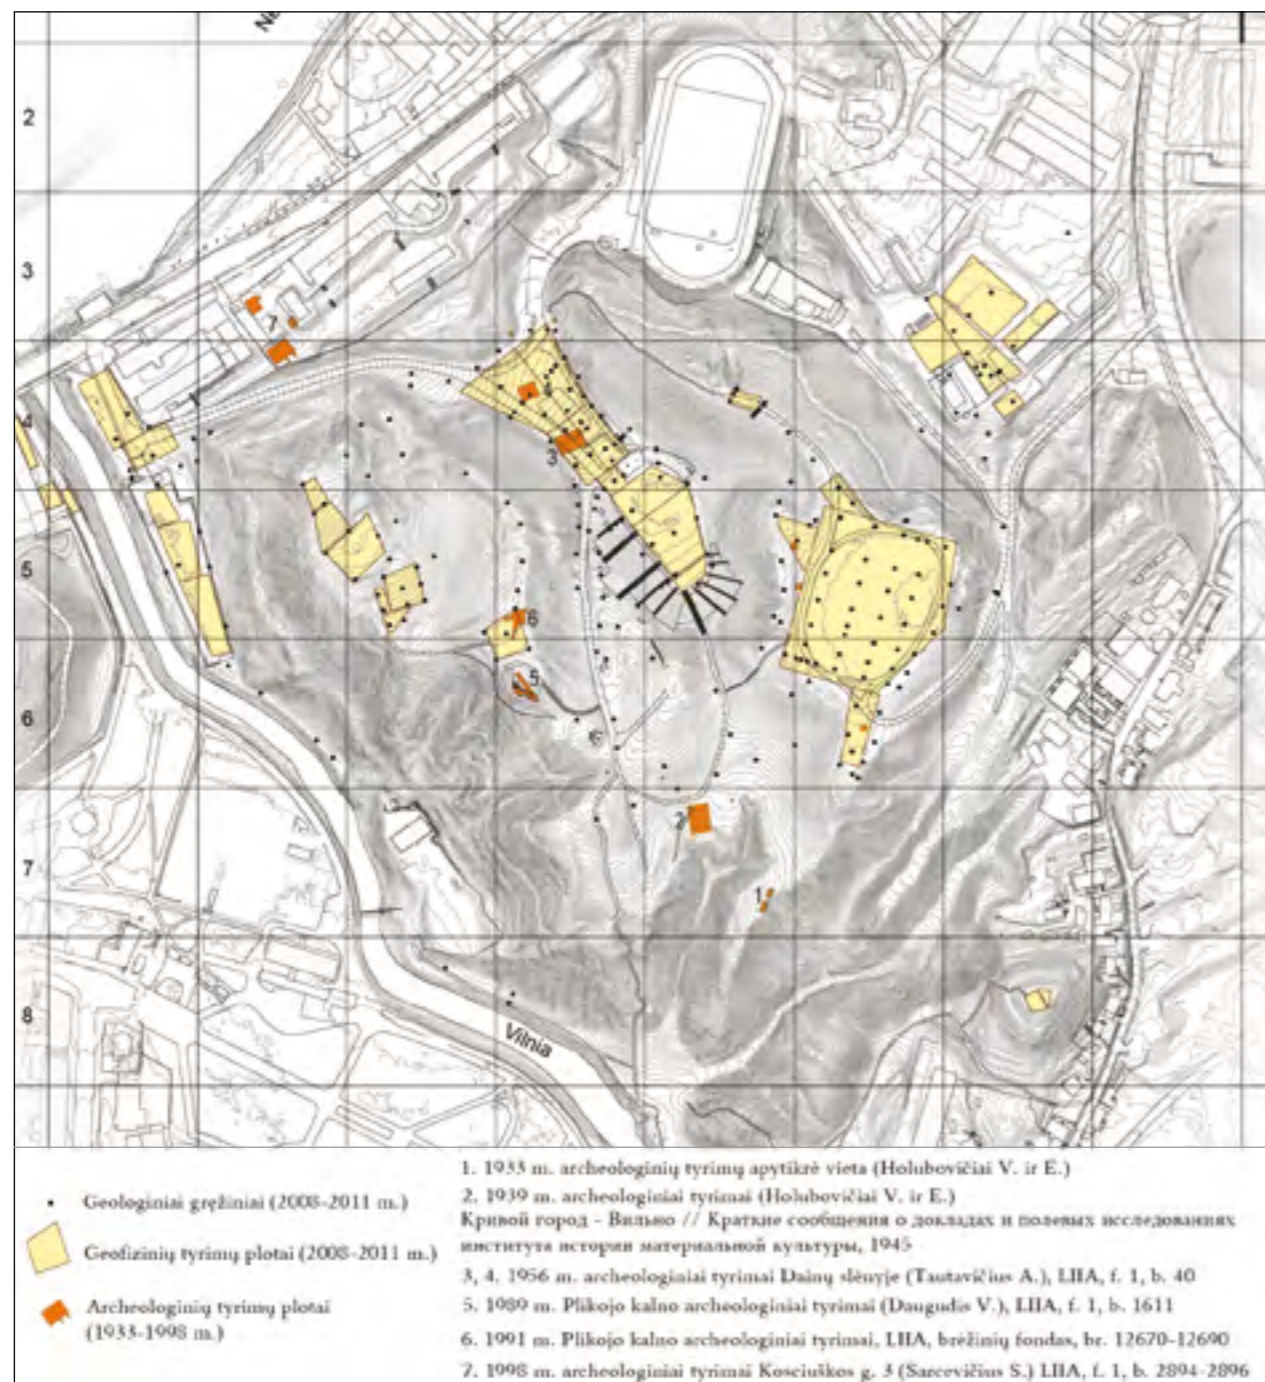 Ne
2
3
7
4
4
3
5
6
5
6
2
7
1
8
Vilnia
Geologiniai gręžiniai (2008-2011 m.)
Geofizinių tyrimų plotai (2008-2011 m.)
Archeologinių tyrimų plotai
(1933-1998 m.)
1. 1933 m. archeologinių tyrimų apytikrė vieta (Holubovičiai V. ir E.)
2. 1939 m. archeologiniai tyrimai (Holubovičiai V. ir E.)
Кривой город - Вильно // Краткие сообщения о докладах и полевых исследованиях
института истории материальной культуры, 1945
3, 4. 1956 m. archeologiniai tyrimai Dainų slėnyje (Tautavičius A.), LIIA, f. 1, b. 40
5. 1989 m. Plikojo kalno archeologiniai tyrimai (Daugudis V.), LIIA, f. 1, b. 1611
6. 1991 m. Plikojo kalno archeologiniai tyrimai, LIIA, brėžinių fondas, br. 12670-12690
7. 1998 m. archeologiniai tyrimai Kosciuškos g. 3 (Sarcevičius S.) LIIA, f. 1, b. 2894-2896